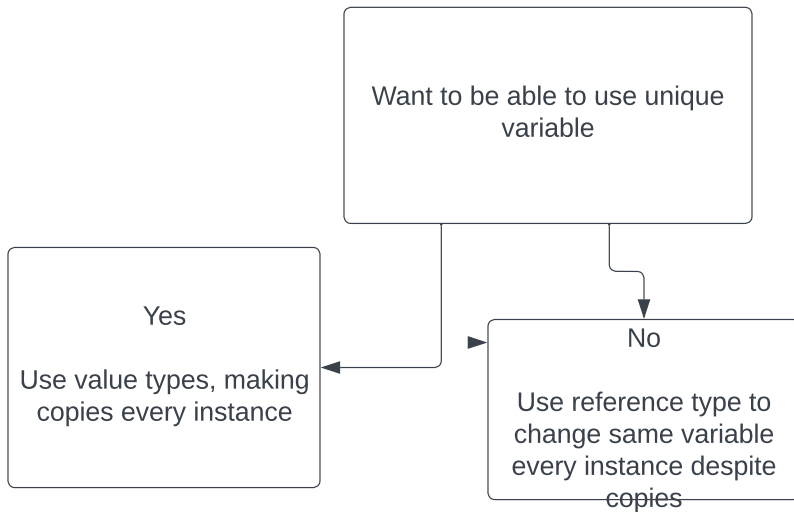 Want to be able to use unique
variable
Yes
Use value types, making
copies every instance
No
Use reference type to
change same variable
every instance despite
copies